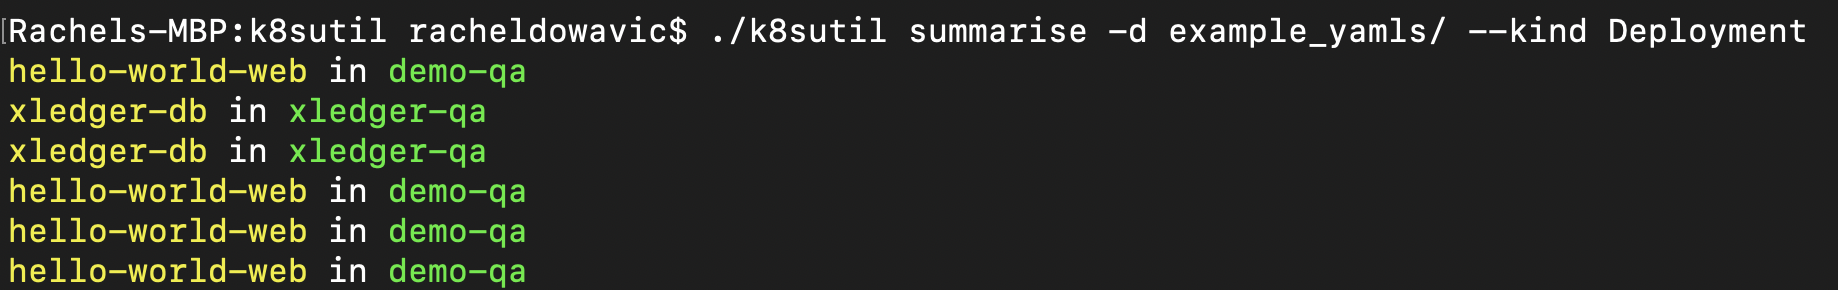 [Rachels-MBP:k8sutil racheldowavic$ ./k8sutil summarise -d example_yamls/ --kind Deployment
hello-world-web in demo-qa
xledger-db in xledger-qa
xledger-db in xledger-qa
hello-world-web in demo-qa
hello-world-web in demo-qa
hello-world-web in demo-qa